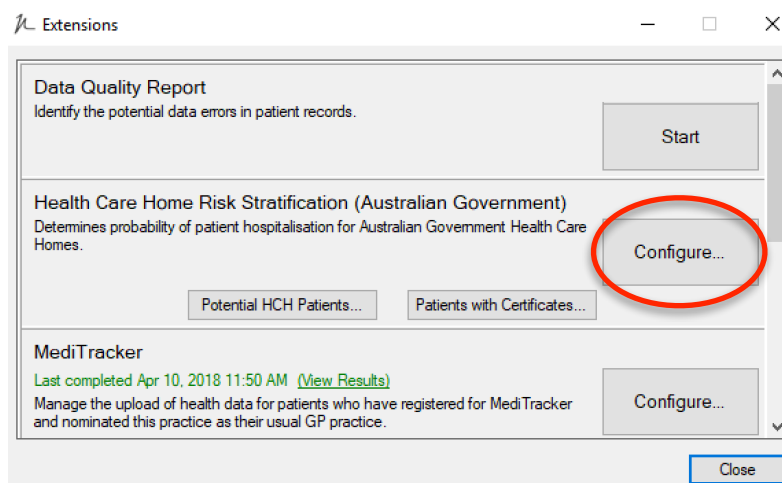 Extensions
Data Quality Report
Identify the potential data errors in patient records.
Start
Health Care Home Risk Stratification (Australian Government)
Determines probability of patient hospitalisation for Australian Government Health Care
Homes.
Configure...
Potential HCH Patients...
Patients with Certificates...
MediTracker
Last completed Apr 10, 2018 11:50 AM (View Results)
Manage the upload of health data for patients who have registered for MediTracker
and nominated this practice as their usual GP practice.
Configure...
Close